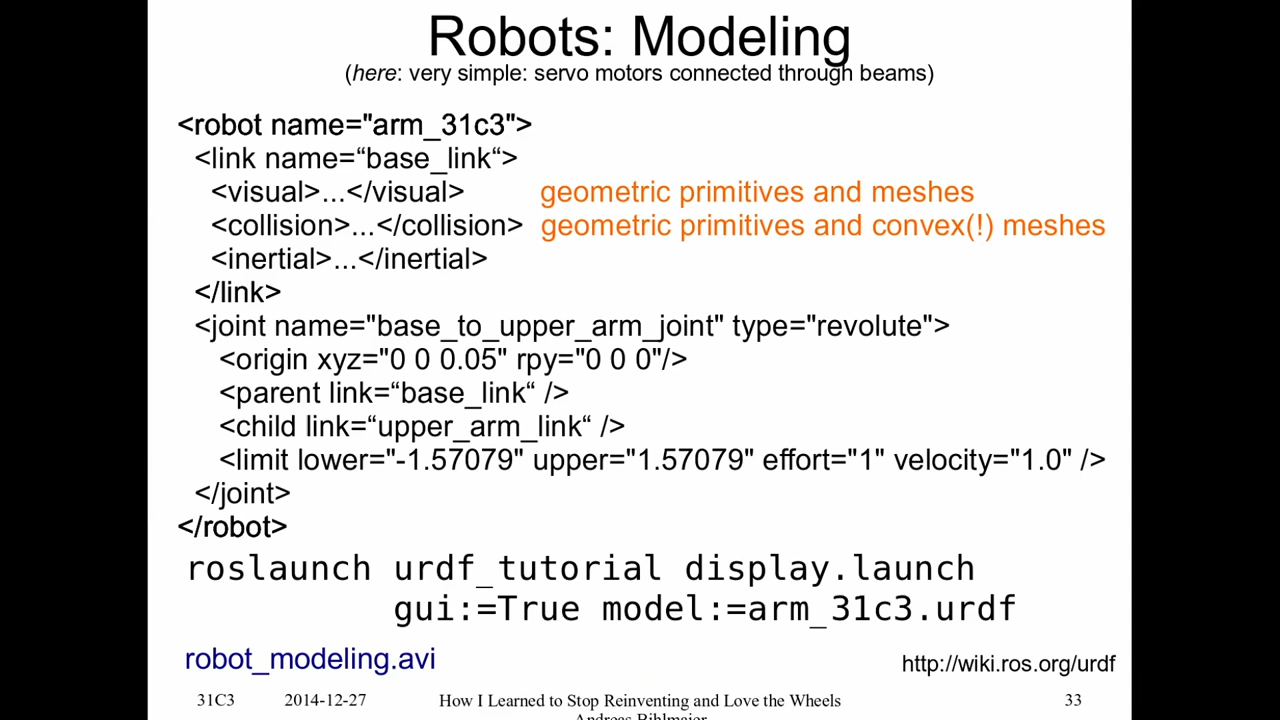 Robots: Modeling
(here: very simple: servo motors connected through beams)
<robot name="arm_31c3">
<link name=“base_link“>
<visual>...</visual> geometric primitives and meshes
<collision>...</collision> geometric primitives and convex(!) meshes
<inertial>...</inertial>
</link>
<joint name="base_to_upper_arm_joint" type="revolute">
<origin xyz="0 0 0.05" rpy="0 0 0"/>
<parent link=“base_link“ />
<child link=“upper_arm_link“ />
<limit lower="-1.57079" upper="1.57079" effort="1" velocity="1.0" />
</joint>
</robot>
roslaunch urdf_tutorial display.launch
gui:=True model:=arm_31c3.urdf
robot_modeling.avi
http://wiki.ros.org/urdf
31C3 2014-12-27 How I Learned to Stop Reinventing and Love the Wheels 33
Andreas Bihlmaier